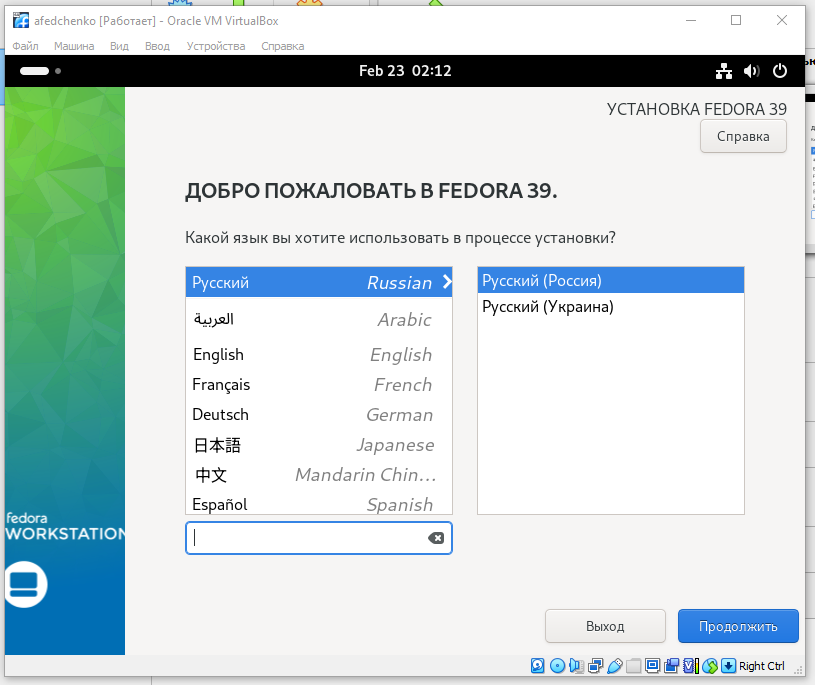 afedchenko [Работает] - Oracle VM VirtualBox
Файл Машина Вид Ввод Устройства Справка
Feb 23 02:12
УСТАНОВКА FEDORA 39
Справка
ДОБРО ПОЖАЛОВАТЬ В FEDORA 39.
Какой язык вы хотите использовать в процессе установки?
Русский Russian
العربية Arabic
English English
Français French
Deutsch German
日本語 Japanese
中文 Mandarin Chin...
Español Spanish
Русский (Россия)
Русский (Украина)
fedora
WORKSTATION
Выход
Продолжить
Right Ctrl